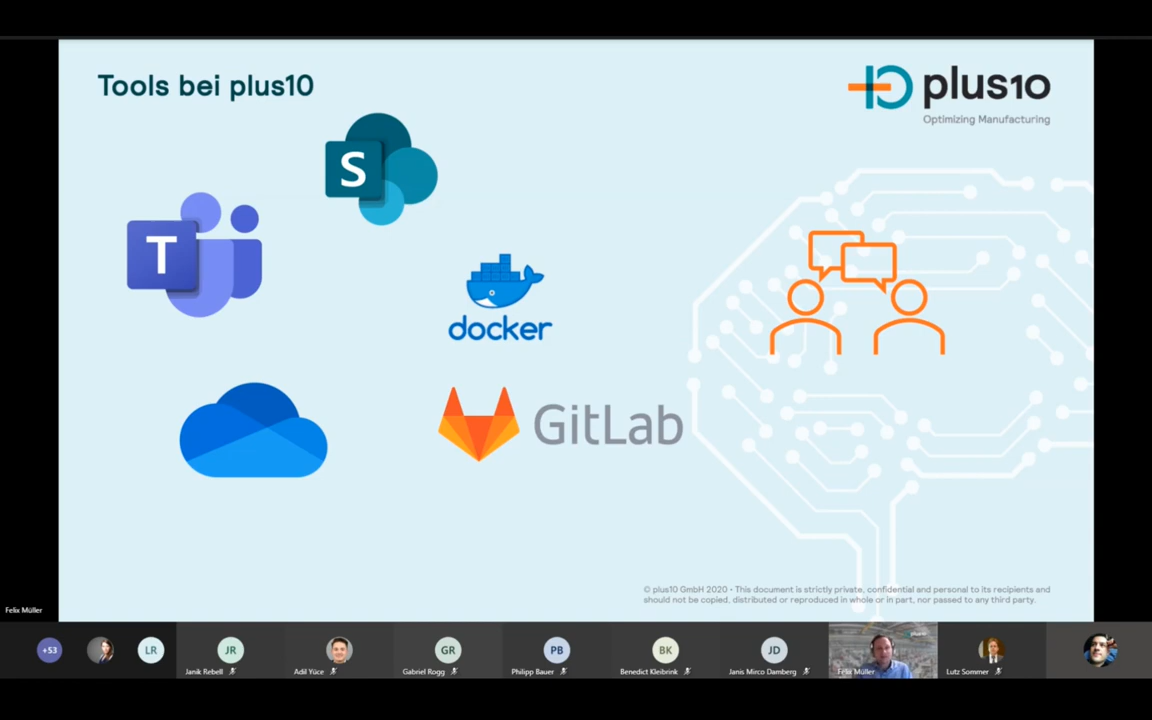 Tools bei plus10
plus10
Optimizing Manufacturing
S
T
docker
GitLab
© plus10 GmbH 2020 • This document is strictly private, confidential and personal to its recipients and
should not be copied, distributed or reproduced in whole or in part, nor passed to any third party.
Felix Müller
+53
LR
JR
Janik Rebell
Adil Yüce
GR
Gabriel Rogg
PB
Philipp Bauer
BK
Benedict Kleibrink
JD
Janis Mirco Damberg
Felix Müller
Lutz Sommer